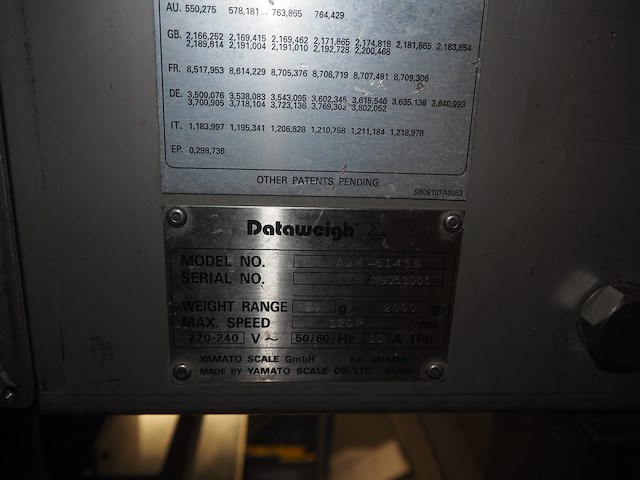 AU. 550,275 578,181 763,865 764,429
GB. 2,166,252 2,169,415 2,169,462 2,171,865 2,174,818 2,181,865 2,183,854
2,189,614 2,191,004 2,191,010 2,192,728 2,200,468
FR. 8,517,953 8,614,229 8,705,376 8,706,719 8,707,491 8,709,306
DE. 3,500,076 3,538,083 3,543,095 3,602,345 3,615,546 3,635,136 3,640,993
3,700,905 3,718,104 3,723,136 3,769,302 3,802,052
IT. 1,183,997 1,195,341 1,206,828 1,210,758 1,211,184 1,218,978
EP. 0,298,736
OTHER PATENTS PENDING
SB09107A0053
Dataweigh
MODEL NO.
SERIAL NO.
WEIGHT RANGE g ~ 2000 g
MAX. SPEED / min
220-240 V ~ 50/60 Hz A 1Ph
YAMATO SCALE GmbH F.R. GERMANY
MADE BY YAMATO SCALE CO., LTD. JAPAN